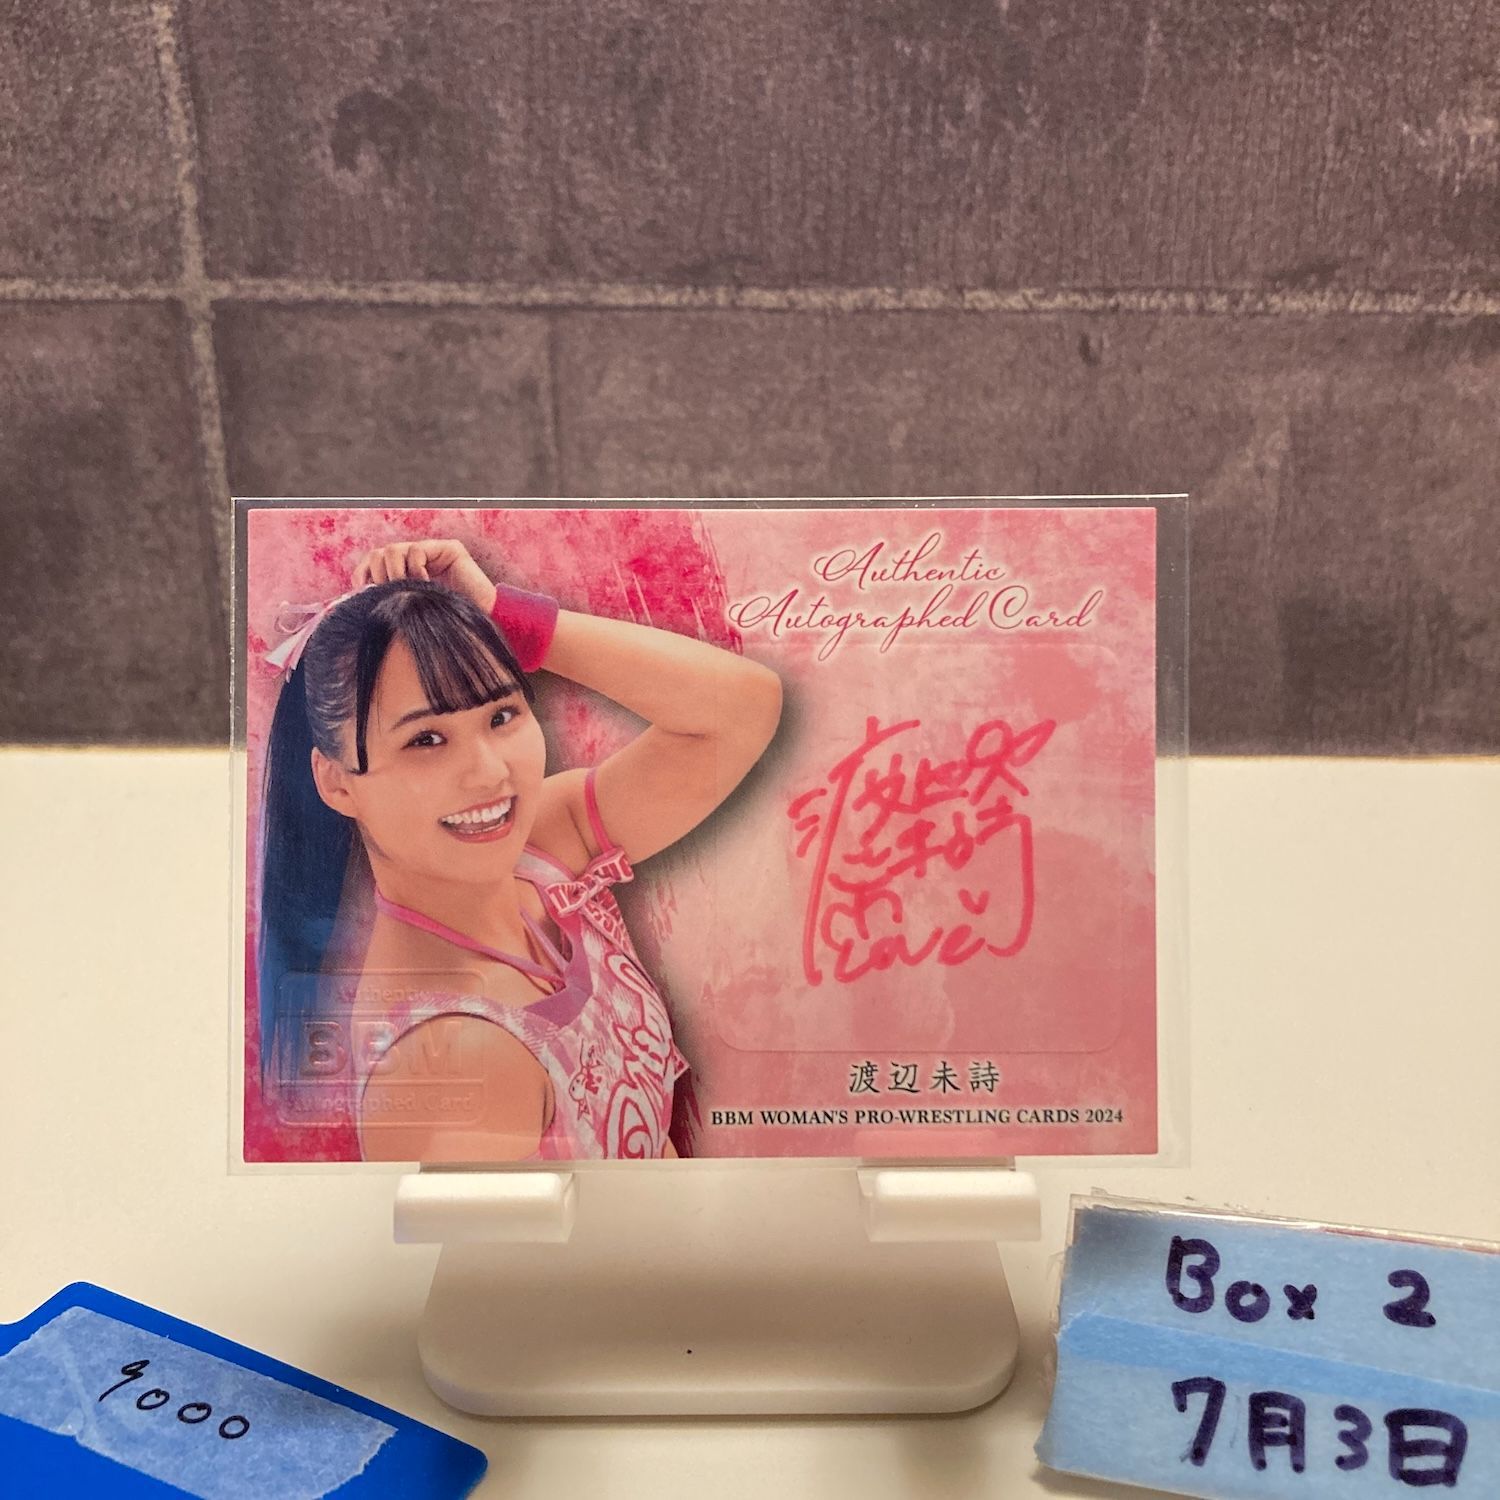 Authentic
Autographed Card
Authentic
BBM
Autographed Card
渡辺未詩
BBM WOMAN'S PRO-WRESTLING CARDS 2024
9000
Box 2
7月3日